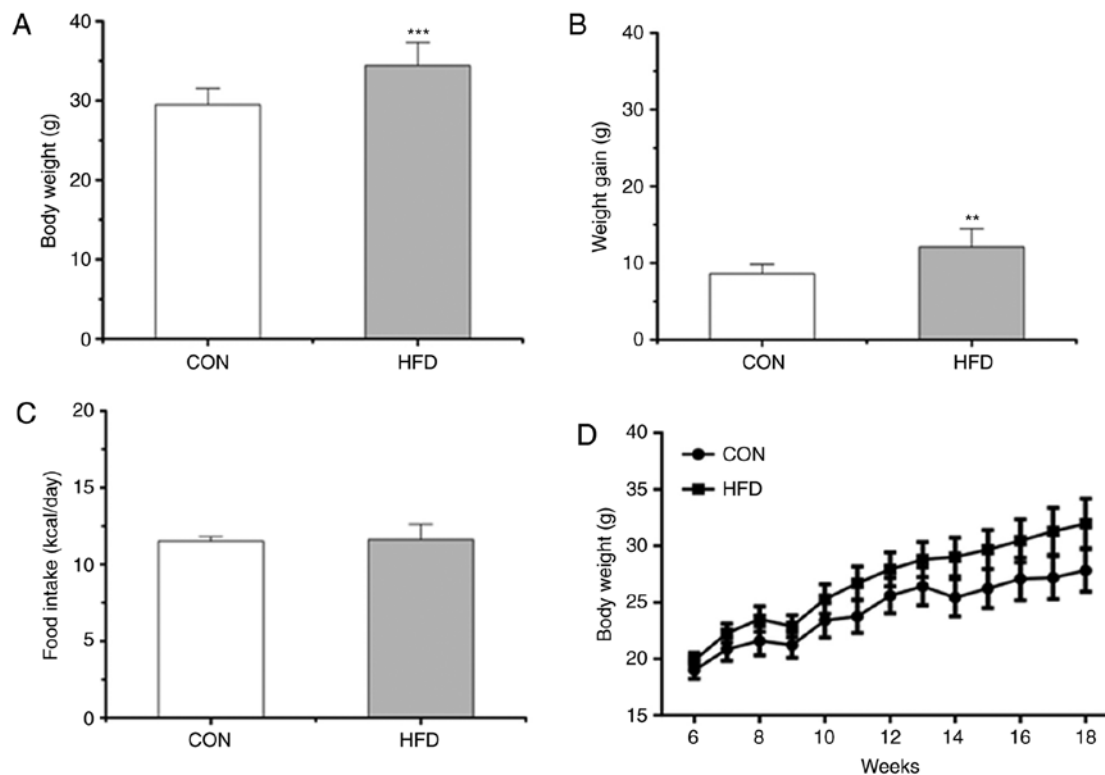 A
Body weight (g)
40
30
20
10
0
***
CON
HFD
B
Weight gain (g)
40
30
20
10
0
**
CON
HFD
C
Food intake (kcal/day)
20
15
10
5
0
CON
HFD
D
Body weight (g)
40
35
30
25
20
15
CON
HFD
6 8 10 12 14 16 18
Weeks